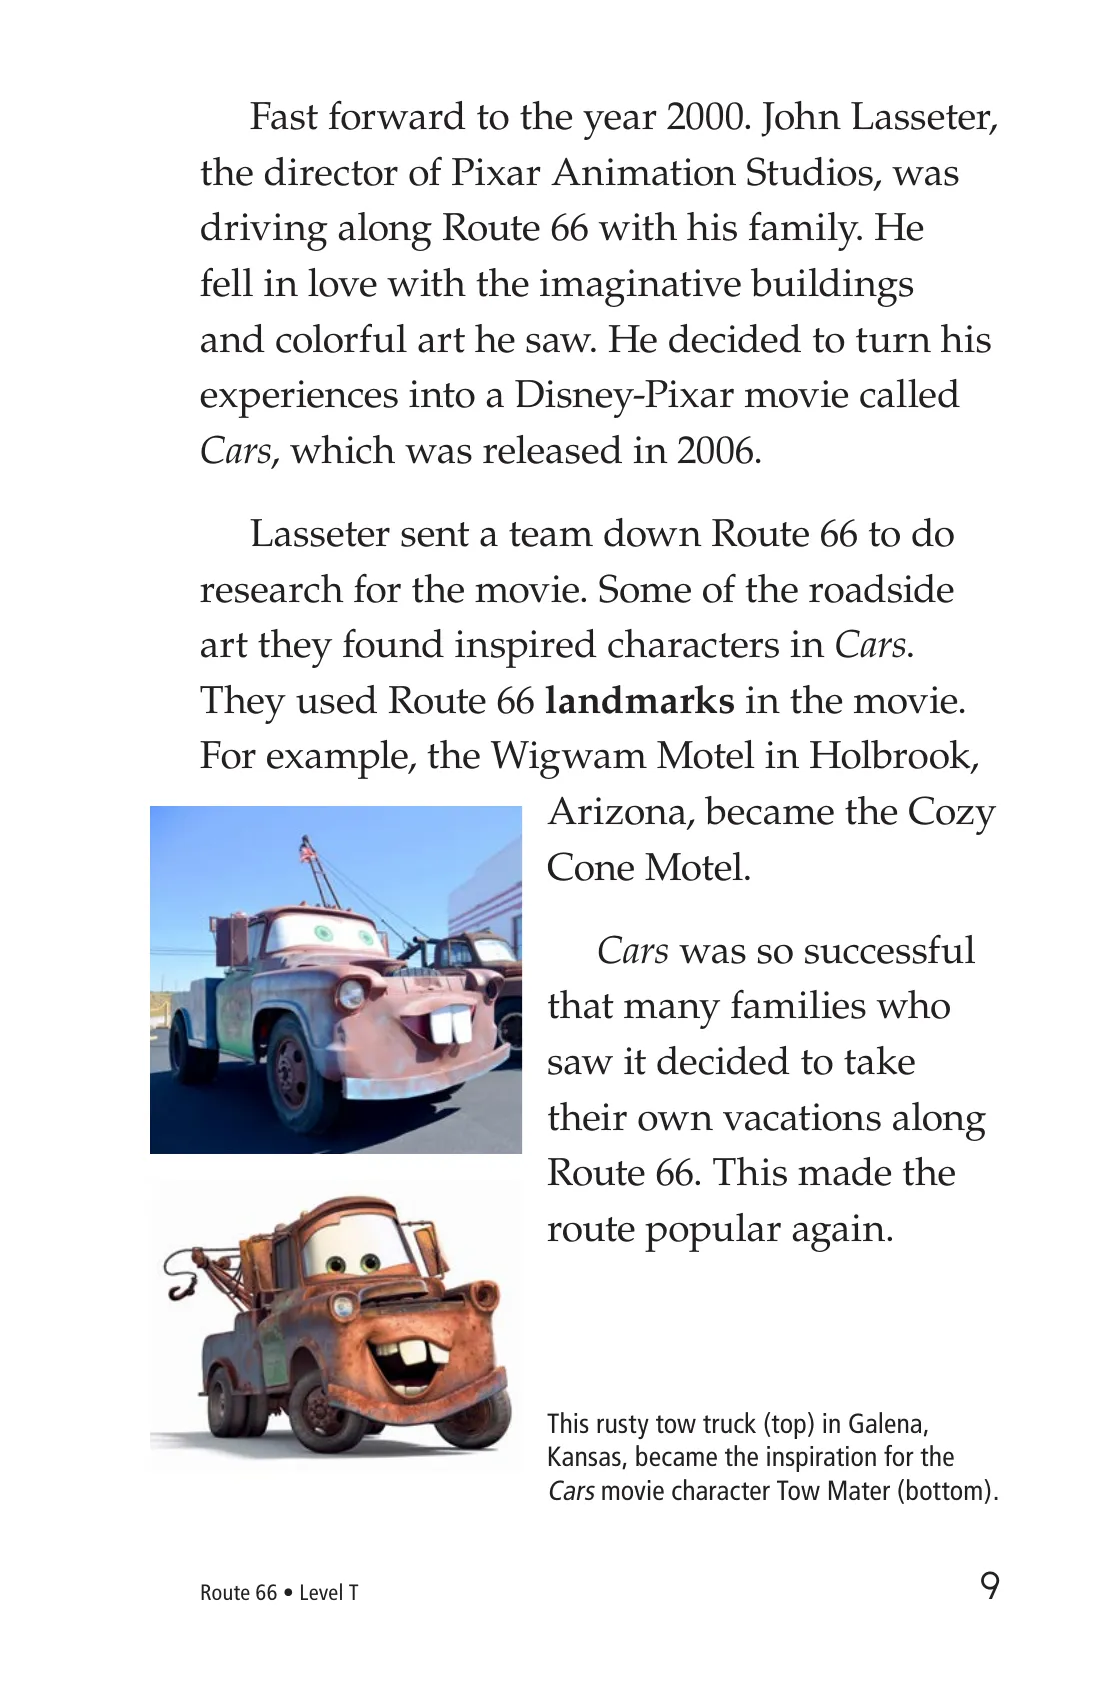 Fast forward to the year 2000. John Lasseter,
the director of Pixar Animation Studios, was
driving along Route 66 with his family. He
fell in love with the imaginative buildings
and colorful art he saw. He decided to turn his
experiences into a Disney-Pixar movie called
Cars, which was released in 2006.
Lasseter sent a team down Route 66 to do
research for the movie. Some of the roadside
art they found inspired characters in Cars.
They used Route 66 landmarks in the movie.
For example, the Wigwam Motel in Holbrook,
Arizona, became the Cozy
Cone Motel.
Cars was so successful
that many families who
saw it decided to take
their own vacations along
Route 66. This made the
route popular again.
This rusty tow truck (top) in Galena,
Kansas, became the inspiration for the
Cars movie character Tow Mater (bottom).
Route 66 • Level T
9